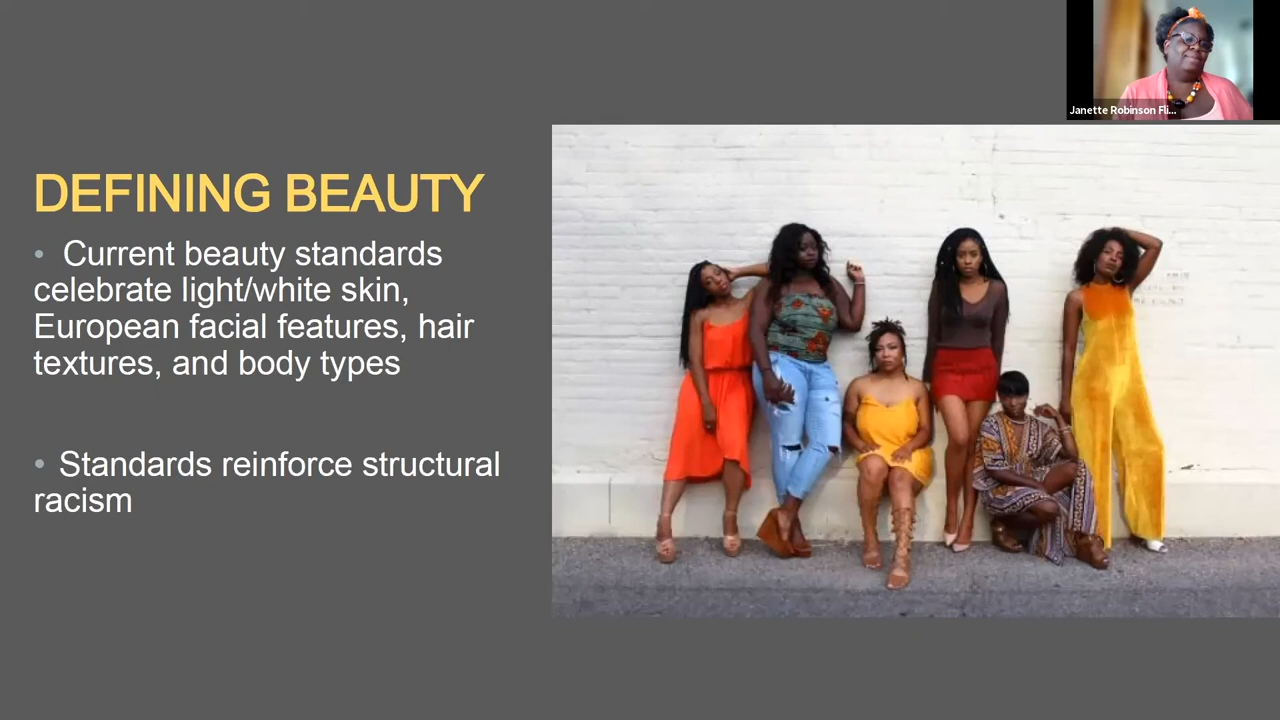 Janette Robinson Fli...
DEFINING BEAUTY
• Current beauty standards
celebrate light/white skin,
European facial features, hair
textures, and body types
• Standards reinforce structural
racism